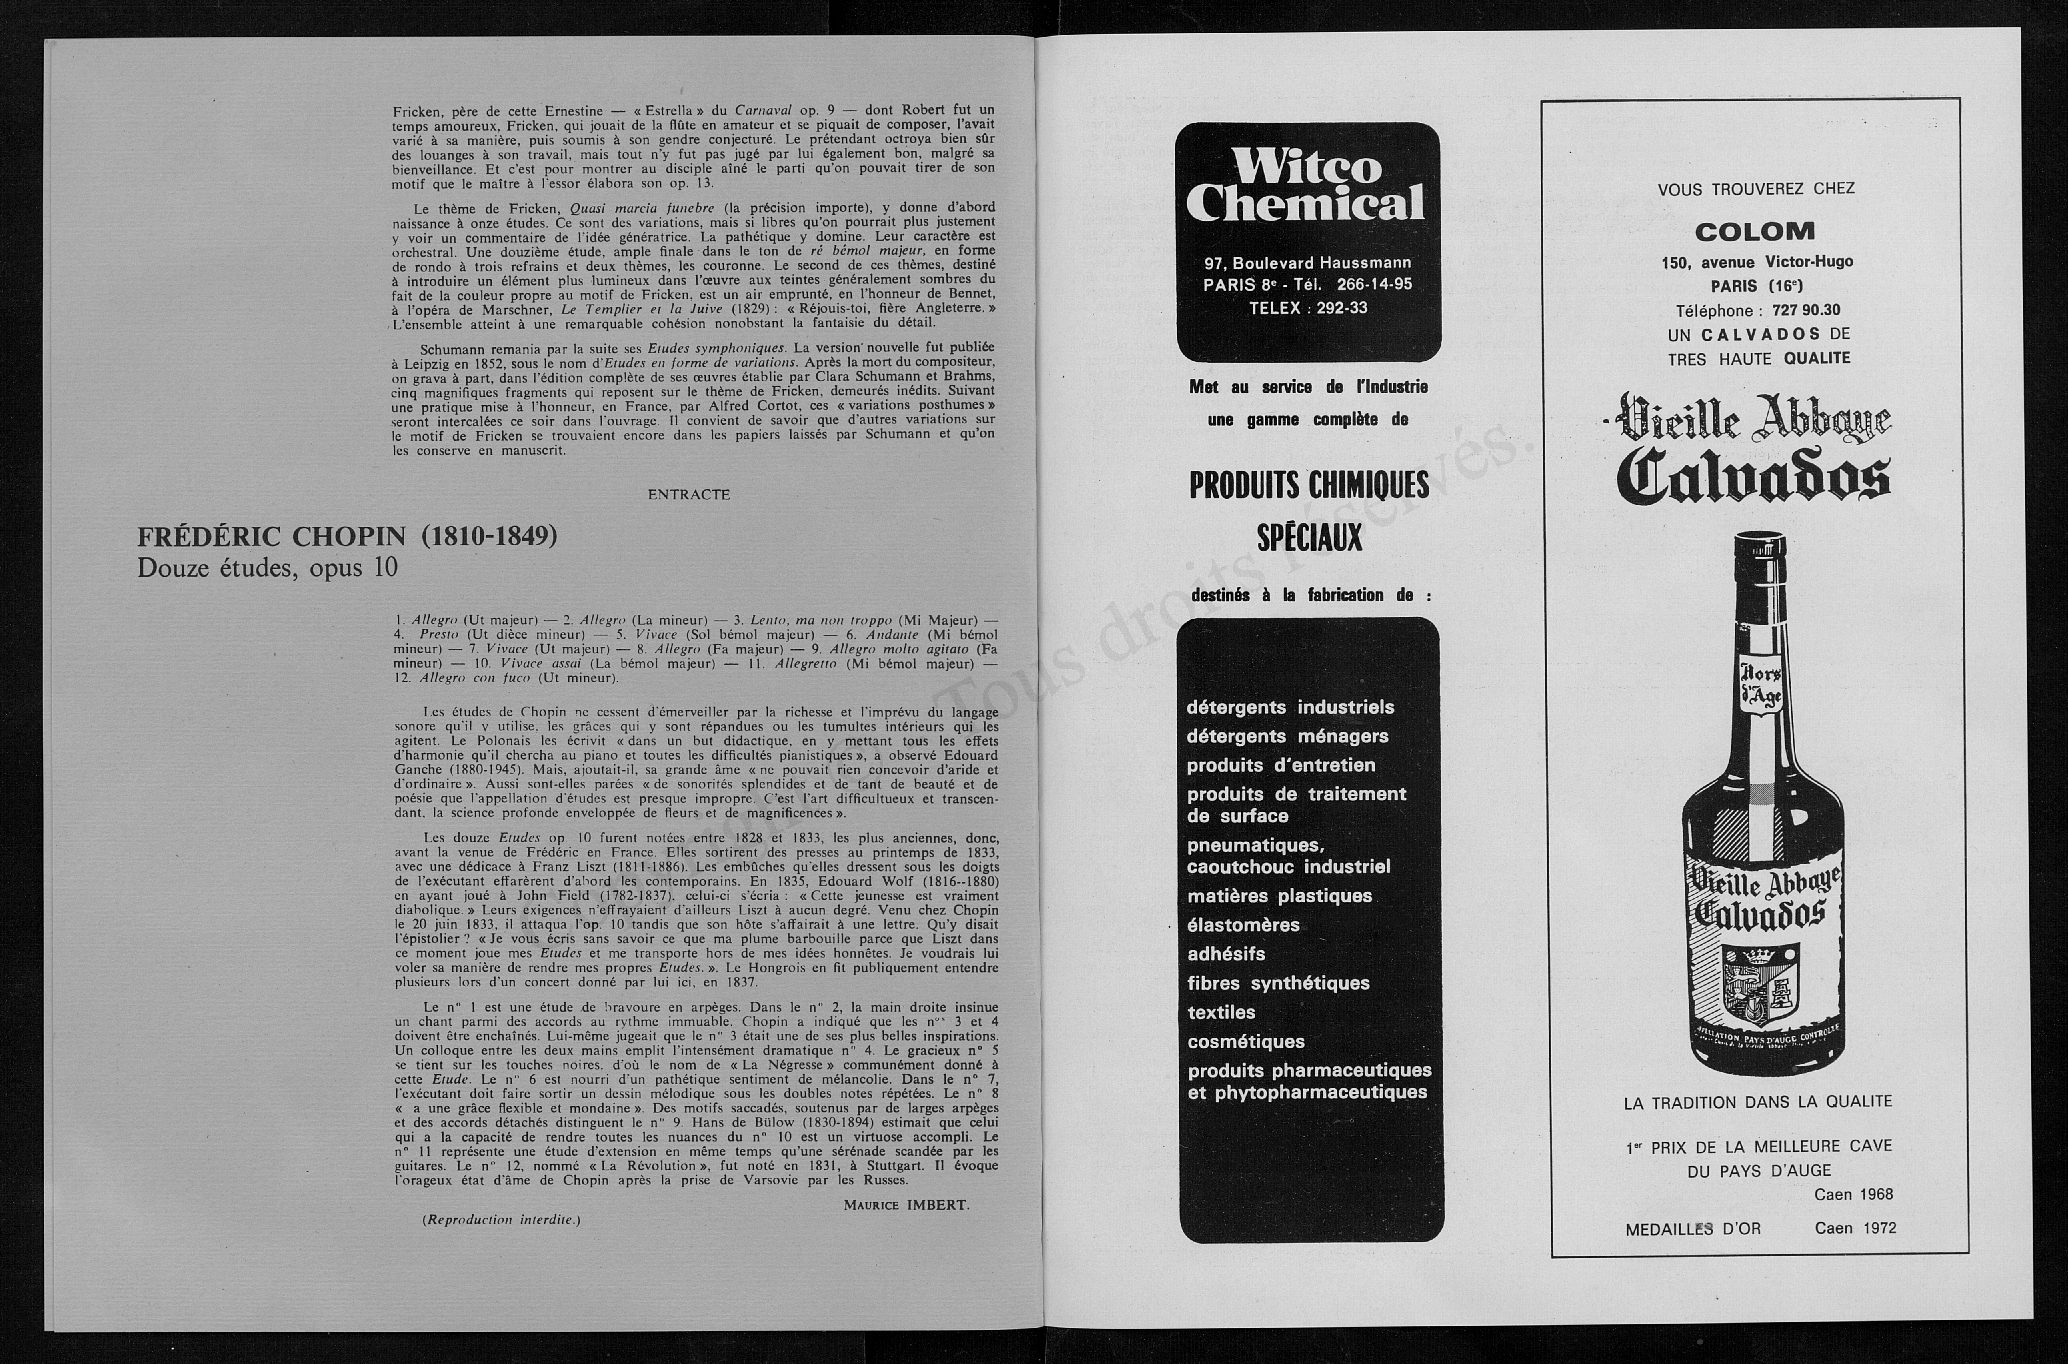 Fricken, père de cette Ernestine — « Estrella » du Carnaval op. 9 — dont Robert fut un
temps amoureux, Fricken, qui jouait de la flûte en amateur et se piquait de composer, l'avait
varié à sa manière, puis soumis à son gendre conjecturé. Le prétendant octroya bien sûr
des louanges à son travail, mais tout n'y fut pas jugé par lui également bon, malgré sa
bienveillance. Et c'est pour montrer au disciple aîné le parti qu'on pouvait tirer de son
motif que le maître à l'essor élabora son op. 13.
Le thème de Fricken, Quasi marcia funebre (la précision importe), y donne d'abord
naissance à onze études. Ce sont des variations, mais si libres qu'on pourrait plus justement
y voir un commentaire de l'idée génératrice. La pathétique y domine. Leur caractère est
orchestral. Une douzième étude, ample finale dans le ton de ré bémol majeur, en forme
de rondo à trois refrains et deux thèmes, les couronne. Le second de ces thèmes, destiné
à introduire un élément plus lumineux dans l'œuvre aux teintes généralement sombres du
fait de la couleur propre au motif de Fricken, est un air emprunté, en l'honneur de Bennet,
à l'opéra de Marschner, Le Templier et la Juive (1829) : « Réjouis-toi, fière Angleterre. »
L'ensemble atteint à une remarquable cohésion nonobstant la fantaisie du détail.
Schumann remania par la suite ses Etudes symphoniques. La version nouvelle fut publiée
à Leipzig en 1852, sous le nom d'Etudes en forme de variations. Après la mort du compositeur,
on grava à part, dans l'édition complète de ses œuvres établie par Clara Schumann et Brahms,
cinq magnifiques fragments qui reposent sur le thème de Fricken, demeurés inédits. Suivant
une pratique mise à l'honneur, en France, par Alfred Cortot, ces « variations posthumes »
seront intercalées ce soir dans l'ouvrage. Il convient de savoir que d'autres variations sur
le motif de Fricken se trouvaient encore dans les papiers laissés par Schumann et qu'on
les conserve en manuscrit.
ENTRACTE
FRÉDÉRIC CHOPIN (1810-1849)
Douze études, opus 10
1. Allegro (Ut majeur) — 2. Allegro (La mineur) — 3. Lento, ma non troppo (Mi Majeur) —
4. Presto (Ut dièce mineur) — 5. Vivace (Sol bémol majeur) — 6. Andante (Mi bémol
mineur) — 7. Vivace (Ut majeur) — 8. Allegro (Fa majeur) — 9. Allegro molto agitato (Fa
mineur) — 10. Vivace assai (La bémol majeur) — 11. Allegretto (Mi bémol majeur) —
12. Allegro con fuco (Ut mineur).
Les études de Chopin ne cessent d'émerveiller par la richesse et l'imprévu du langage
sonore qu'il y utilise, les grâces qui y sont répandues ou les tumultes intérieurs qui les
agitent. Le Polonais les écrivit « dans un but didactique, en y mettant tous les effets
d'harmonie qu'il chercha au piano et toutes les difficultés pianistiques », a observé Edouard
Ganche (1880-1945). Mais, ajoutait-il, sa grande âme « ne pouvait rien concevoir d'aride et
d'ordinaire ». Aussi sont-elles parées « de sonorités splendides et de tant de beauté et de
poésie que l'appellation d'études est presque impropre. C'est l'art difficultueux et transcen-
dant, la science profonde enveloppée de fleurs et de magnificences ».
Les douze Etudes op 10 furent notées entre 1828 et 1833, les plus anciennes, donc,
avant la venue de Frédéric en France. Elles sortirent des presses au printemps de 1833,
avec une dédicace à Franz Liszt (1811-1886). Les embûches qu'elles dressent sous les doigts
de l'exécutant effarèrent d'abord les contemporains. En 1835, Edouard Wolf (1816--1880)
en ayant joué à John Field (1782-1837), celui-ci s'écria : « Cette jeunesse est vraiment
diabolique. » Leurs exigences n'effrayaient d'ailleurs Liszt à aucun degré. Venu chez Chopin
le 20 juin 1833, il attaqua l'op. 10 tandis que son hôte s'affairait à une lettre. Qu'y disait
l'épistolier ? « Je vous écris sans savoir ce que ma plume barbouille parce que Liszt dans
ce moment joue mes Etudes et me transporte hors de mes idées honnêtes. Je voudrais lui
voler sa manière de rendre mes propres Etudes. ». Le Hongrois en fit publiquement entendre
plusieurs lors d'un concert donné par lui ici, en 1837.
Le n° 1 est une étude de bravoure en arpèges. Dans le n° 2, la main droite insinue
un chant parmi des accords au rythme immuable. Chopin a indiqué que les nos 3 et 4
doivent être enchaînés. Lui-même jugeait que le n° 3 était une de ses plus belles inspirations.
Un colloque entre les deux mains emplit l'intensément dramatique n° 4. Le gracieux n° 5
se tient sur les touches noires, d'où le nom de « La Négresse » communément donné à
cette Etude. Le n° 6 est nourri d'un pathétique sentiment de mélancolie. Dans le n° 7,
l'exécutant doit faire sortir un dessin mélodique sous les doubles notes répétées. Le n° 8
« a une grâce flexible et mondaine ». Des motifs saccadés, soutenus par de larges arpèges
et des accords détachés distinguent le n° 9. Hans de Bülow (1830-1894) estimait que celui
qui a la capacité de rendre toutes les nuances du n° 10 est un virtuose accompli. Le
n° 11 représente une étude d'extension en même temps qu'une sérénade scandée par les
guitares. Le n° 12, nommé « La Révolution », fut noté en 1831, à Stuttgart. Il évoque
l'orageux état d'âme de Chopin après la prise de Varsovie par les Russes.
MAURICE IMBERT.
(Reproduction interdite.)
Witco
Chemical
97, Boulevard Haussmann
PARIS 8e - Tél. 266-14-95
TELEX : 292-33
Met au service de l'Industrie
une gamme complète de
PRODUITS CHIMIQUES
SPÉCIAUX
destinés à la fabrication de :
détergents industriels
détergents ménagers
produits d'entretien
produits de traitement
de surface
pneumatiques,
caoutchouc industriel
matières plastiques
élastomères
adhésifs
fibres synthétiques
textiles
cosmétiques
produits pharmaceutiques
et phytopharmaceutiques
VOUS TROUVEREZ CHEZ
COLOM
150, avenue Victor-Hugo
PARIS (16e)
Téléphone : 727 90.30
UN CALVADOS DE
TRES HAUTE QUALITE
Vieille Abbaye
Calvados
Hors
d'Age
Vieille Abbaye
Calvados
APPELLATION PAYS D'AUGE CONTROLEE
LA TRADITION DANS LA QUALITE
1er PRIX DE LA MEILLEURE CAVE
DU PAYS D'AUGE
Caen 1968
MEDAILLES D'OR Caen 1972
Tous droits réservés.